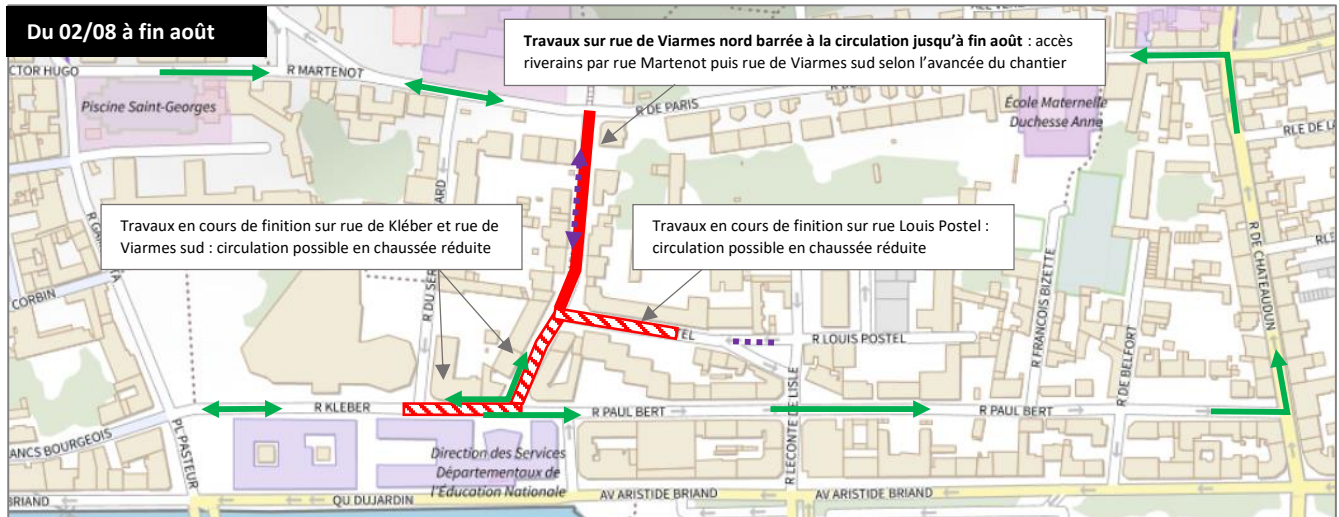 Du 02/08 à fin août
Travaux sur rue de Viarmes nord barrée à la circulation jusqu'à fin août : accès
riverains par rue Martenot puis rue de Viarmes sud selon l'avancée du chantier
CTOR HUGO
R MARTENOT
Piscine Saint-Georges
R DE PARIS
École Maternelle
Duchesse Anne
RLE DE LA
Travaux en cours de finition sur rue de Kléber et rue de
Viarmes sud : circulation possible en chaussée réduite
Travaux en cours de finition sur rue Louis Postel :
circulation possible en chaussée réduite
ARD
R DU SER
CORBIN
R DE CHATEAUDUN
R FRANCOIS BIZETTE
R DE BELFORT
EL
R LOUIS POSTEL
R LECONTE DE LISLE
R KLEBER
R PAUL BERT
R PAUL BERT
ANCS BOURGEOIS
PL PASTEUR
Direction des Services
Départementaux de
l'Éducation Nationale
BRIAND
QU DUJARDIN
AV ARISTIDE BRIAND
AV ARISTIDE BRIAND